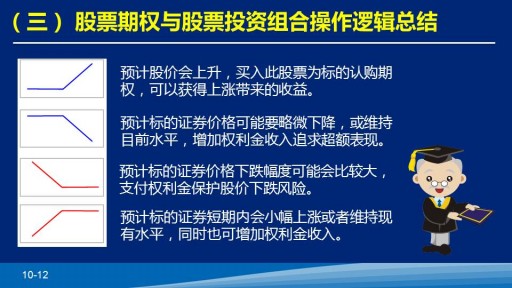 （三）股票期权与股票投资组合操作逻辑总结
预计股价会上升，买入此股票为标的认购期
权，可以获得上涨带来的收益。
预计标的证券价格可能要略微下降，或维持
目前水平，增加权利金收入追求超额表现。
预计标的证券价格下跌幅度可能会比较大，
支付权利金保护股价下跌风险。
预计标的证券短期内会小幅上涨或者维持现
有水平，同时也可增加权利金收入。
10-12